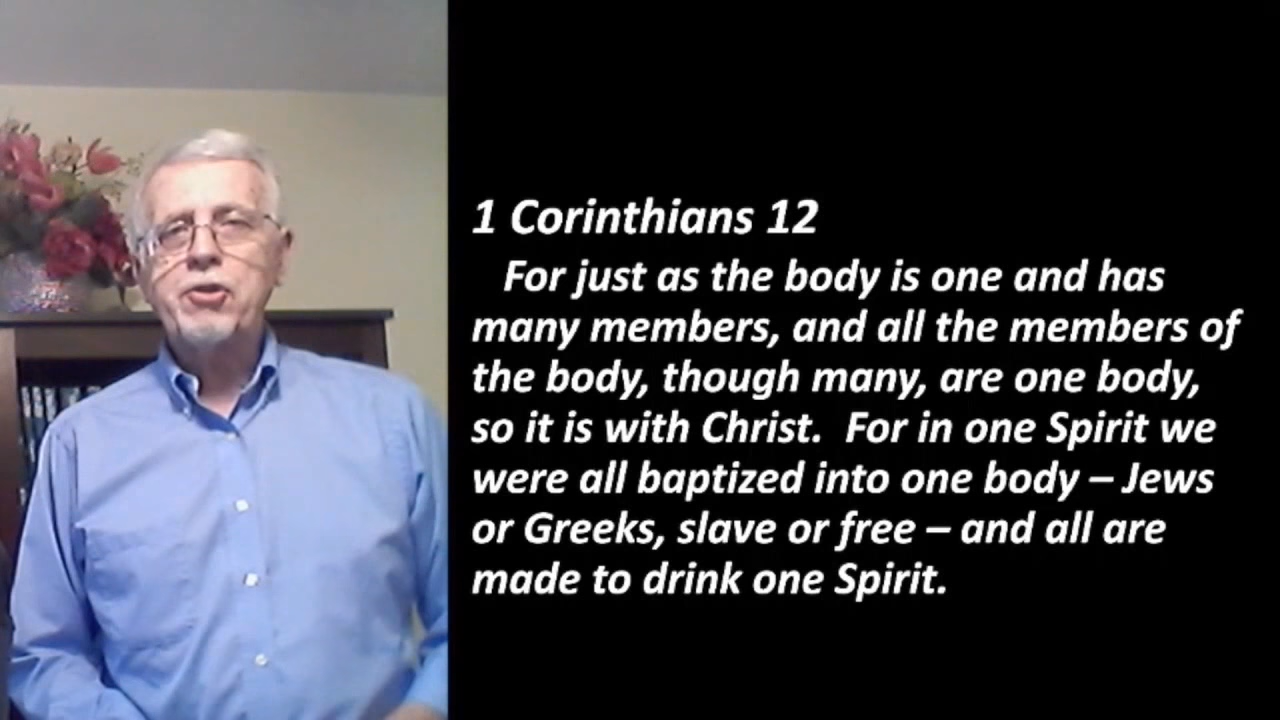 1 Corinthians 12
For just as the body is one and has
many members, and all the members of
the body, though many, are one body,
so it is with Christ.  For in one Spirit we
were all baptized into one body – Jews
or Greeks, slave or free – and all are
made to drink one Spirit.